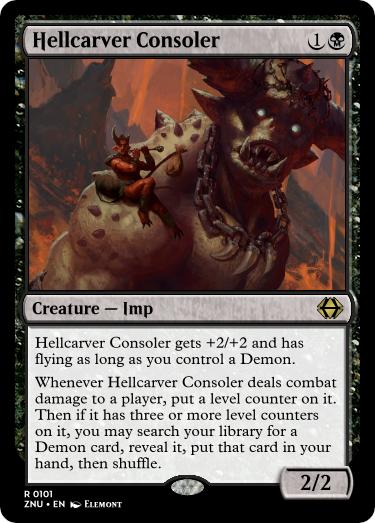 Hellcarver Consoler 1
Creature — Imp
Hellcarver Consoler gets +2/+2 and has
flying as long as you control a Demon.
Whenever Hellcarver Consoler deals combat
damage to a player, put a level counter on it.
Then if it has three or more level counters
on it, you may search your library for a
Demon card, reveal it, put that card in your
hand, then shuffle.
2/2
R 0101
ZNU • EN Elemont